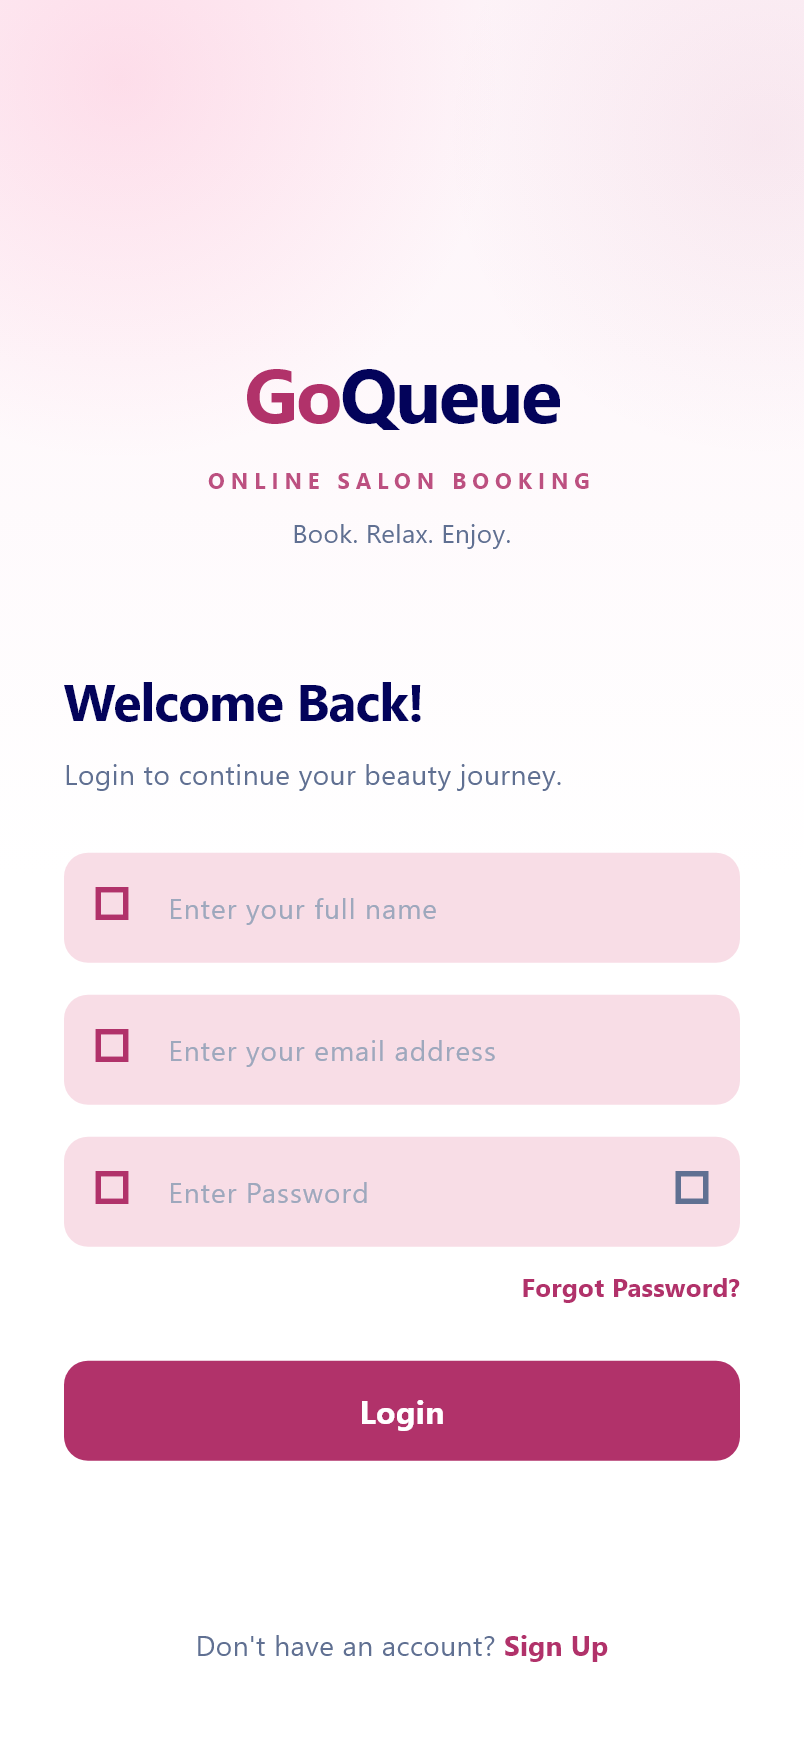 GoQueue
ONLINE SALON BOOKING
Book. Relax. Enjoy.
Welcome Back!
Login to continue your beauty journey.
Enter your full name
Enter your email address
Enter Password
Forgot Password?
Login
Don't have an account? Sign Up